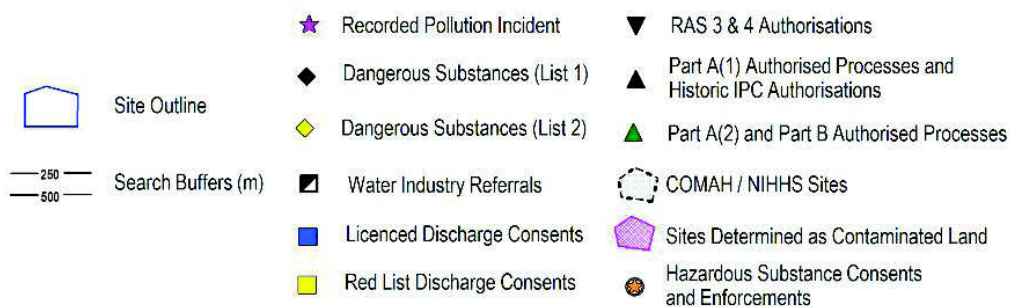 Site Outline
250
500
Search Buffers (m)
Recorded Pollution Incident
Dangerous Substances (List 1)
Dangerous Substances (List 2)
Water Industry Referrals
Licenced Discharge Consents
Red List Discharge Consents
RAS 3 & 4 Authorisations
Part A(1) Authorised Processes and
Historic IPC Authorisations
Part A(2) and Part B Authorised Processes
COMAH / NIHHS Sites
Sites Determined as Contaminated Land
Hazardous Substance Consents
and Enforcements